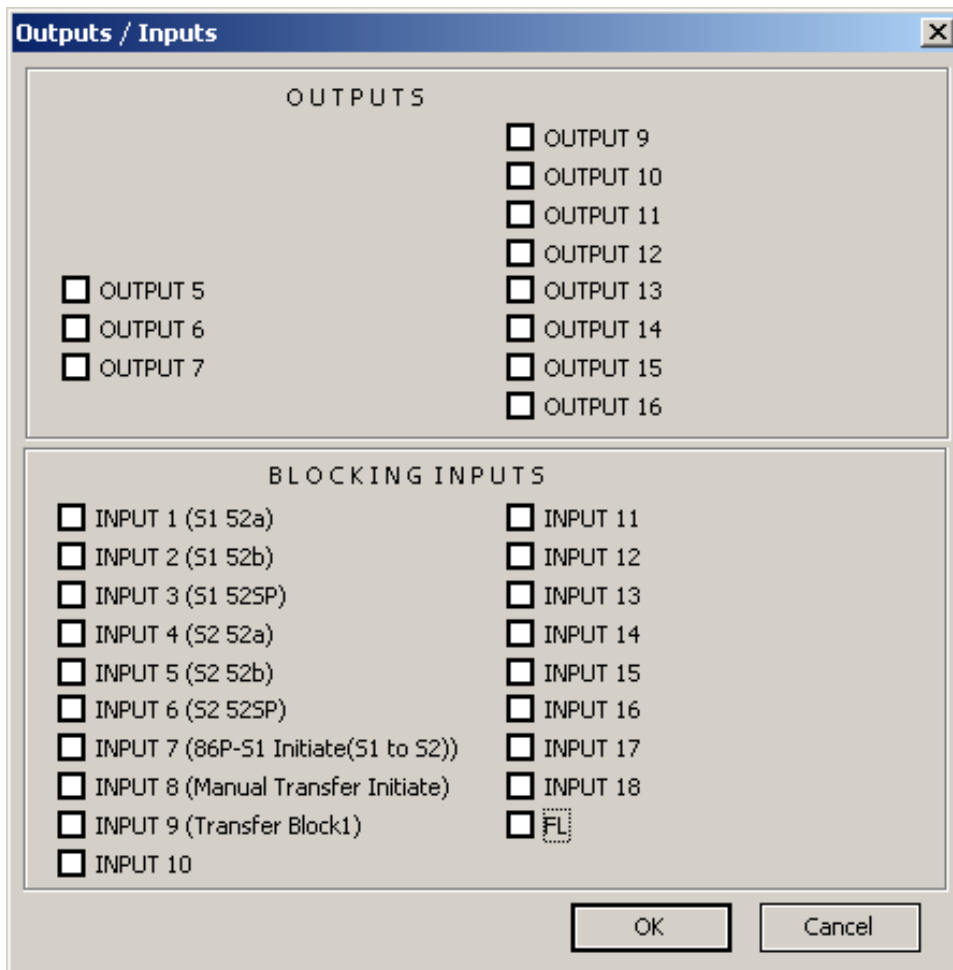 Outputs / Inputs
OUTPUTS
OUTPUT 5
OUTPUT 6
OUTPUT 7
OUTPUT 9
OUTPUT 10
OUTPUT 11
OUTPUT 12
OUTPUT 13
OUTPUT 14
OUTPUT 15
OUTPUT 16
BLOCKING INPUTS
INPUT 1 (S1 52a)
INPUT 2 (S1 52b)
INPUT 3 (S1 52SP)
INPUT 4 (S2 52a)
INPUT 5 (S2 52b)
INPUT 6 (S2 52SP)
INPUT 7 (86P-S1 Initiate(S1 to S2))
INPUT 8 (Manual Transfer Initiate)
INPUT 9 (Transfer Block1)
INPUT 10
INPUT 11
INPUT 12
INPUT 13
INPUT 14
INPUT 15
INPUT 16
INPUT 17
INPUT 18
FL
OK
Cancel